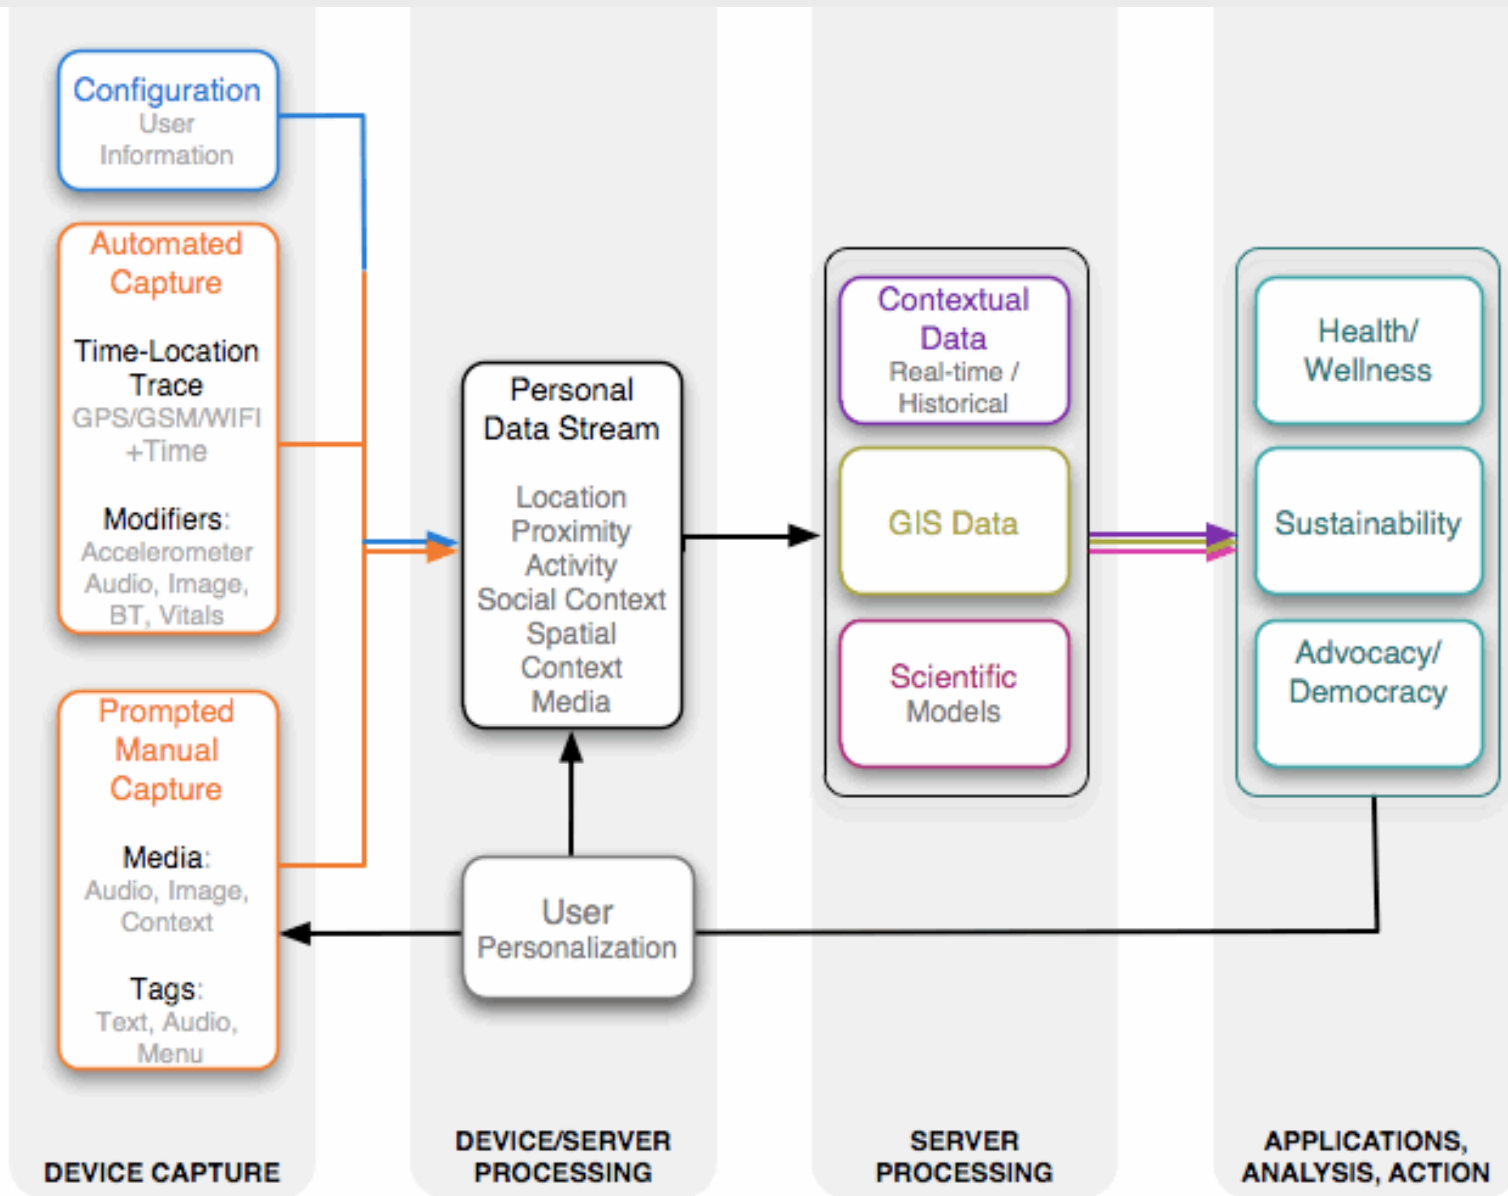 Configuration
User
Information
Automated
Capture
Time-Location
Trace
GPS/GSM/WIFI
+Time
Modifiers:
Accelerometer
Audio, Image,
BT, Vitals
Prompted
Manual
Capture
Media:
Audio, Image,
Context
Tags:
Text, Audio,
Menu
DEVICE CAPTURE
Personal
Data Stream
Location
Proximity
Activity
Social Context
Spatial
Context
Media
User
Personalization
DEVICE/SERVER
PROCESSING
Contextual
Data
Real-time /
Historical
GIS Data
Scientific
Models
SERVER
PROCESSING
Health/
Wellness
Sustainability
Advocacy/
Democracy
APPLICATIONS,
ANALYSIS, ACTION